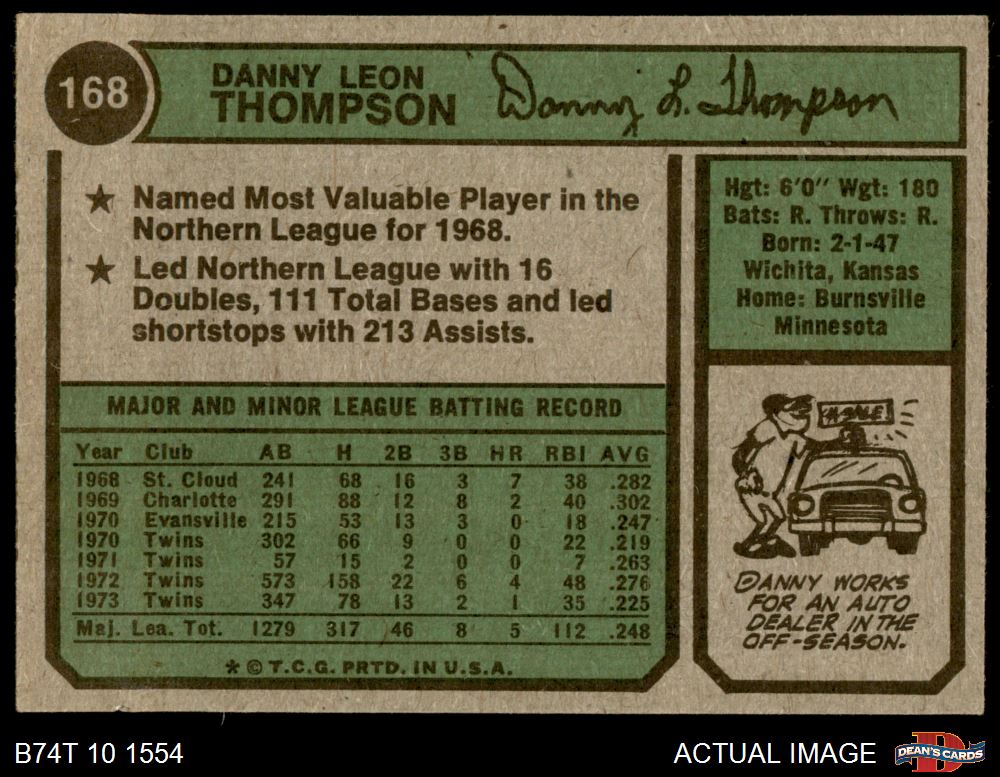 168
DANNY LEON
THOMPSON
Danny L. Thompson
★ Named Most Valuable Player in the
Northern League for 1968.
★ Led Northern League with 16
Doubles, 111 Total Bases and led
shortstops with 213 Assists.
Hgt: 6'0" Wgt: 180
Bats: R. Throws: R.
Born: 2-1-47
Wichita, Kansas
Home: Burnsville
Minnesota
MAJOR AND MINOR LEAGUE BATTING RECORD
Year Club AB H 2B 3B HR RBI AVG
1968 St. Cloud 241 68 16 3 7 38 .282
1969 Charlotte 291 88 12 8 2 40 .302
1970 Evansville 215 53 13 3 0 18 .247
1970 Twins 302 66 9 0 0 22 .219
1971 Twins 57 15 2 0 0 7 .263
1972 Twins 573 158 22 6 4 48 .276
1973 Twins 347 78 13 2 1 35 .225
Maj. Lea. Tot. 1279 317 46 8 5 112 .248
* © T.C.G. PRTD. IN U.S.A.
SALE
DANNY WORKS
FOR AN AUTO
DEALER IN THE
OFF-SEASON.
B74T 10 1554
ACTUAL IMAGE
D
DEAN'S CARDS